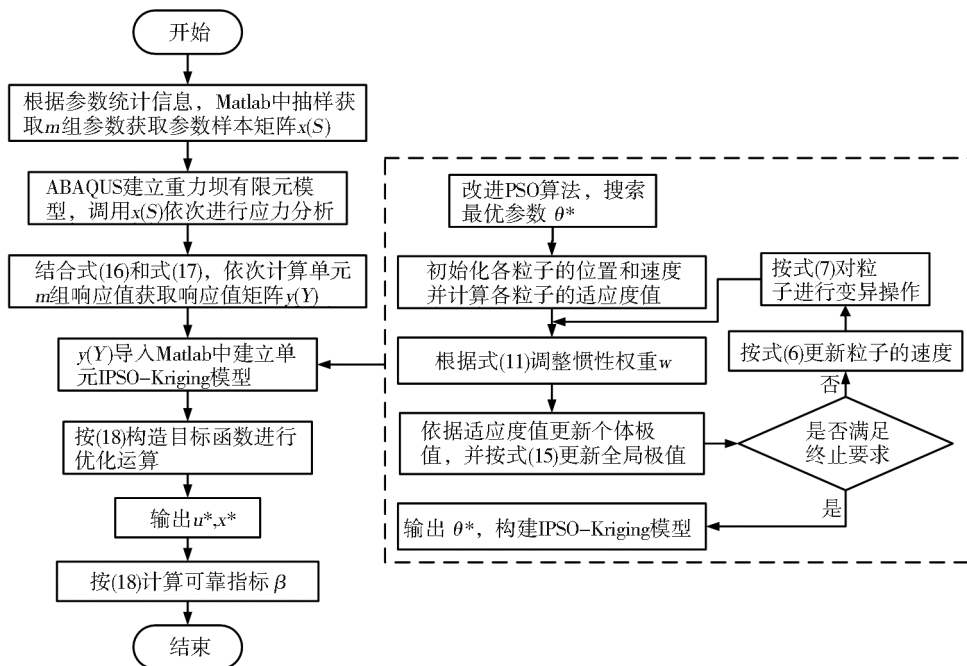 开始
根据参数统计信息，Matlab中抽样获
取m组参数获取参数样本矩阵x(S)
ABAQUS建立重力坝有限元模
型，调用x(S)依次进行应力分析
结合式(16)和式(17)，依次计算单元
m组响应值获取响应值矩阵y(Y)
y(Y)导入Matlab中建立单
元IPSO-Kriging模型
按(18)构造目标函数进行
优化运算
输出u*,x*
按(18)计算可靠指标β
结束
改进PSO算法，搜索
最优参数 θ*
初始化各粒子的位置和速度
并计算各粒子的适应度值
根据式(11)调整惯性权重w
依据适应度值更新个体极
值，并按式(15)更新全局极值
是否满足
终止要求
否
按式(6)更新粒子的速度
按式(7)对粒
子进行变异操作
是
输出 θ*，构建IPSO-Kriging模型